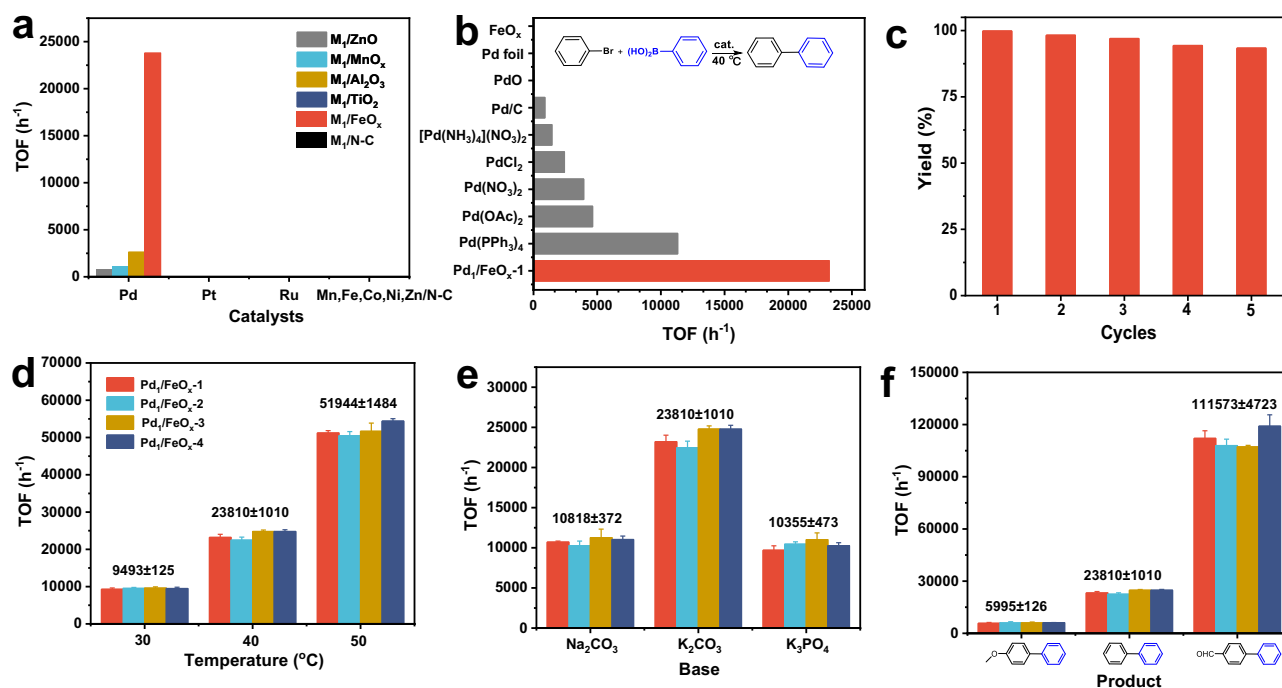 a
25000
20000
15000
10000
5000
2500
0
TOF (h⁻¹)
M₁/ZnO
M₁/MnOₓ
M₁/Al₂O₃
M₁/TiO₂
M₁/FeOₓ
M₁/N-C
Pd Pt Ru Mn,Fe,Co,Ni,Zn/N-C
Catalysts
b
FeOₓ
Pd foil
PdO
Pd/C
[Pd(NH₃)₄](NO₃)₂
PdCl₂
Pd(NO₃)₂
Pd(OAc)₂
Pd(PPh₃)₄
Pd₁/FeOₓ-1
Br + (HO)₂B cat.
40 °C
0 5000 10000 15000 20000 25000
TOF (h⁻¹)
c
100
75
50
25
0
Yield (%)
1 2 3 4 5
Cycles
d
70000
60000
50000
40000
30000
20000
10000
0
TOF (h⁻¹)
Pd₁/FeOₓ-1
Pd₁/FeOₓ-2
Pd₁/FeOₓ-3
Pd₁/FeOₓ-4
9493±125
23810±1010
51944±1484
30 40 50
Temperature (°C)
e
30000
25000
20000
15000
10000
5000
0
TOF (h⁻¹)
10818±372
23810±1010
10355±473
Na₂CO₃ K₂CO₃ K₃PO₄
Base
f
150000
120000
90000
60000
30000
0
TOF (h⁻¹)
5995±126
23810±1010
111573±4723
O OHC
Product